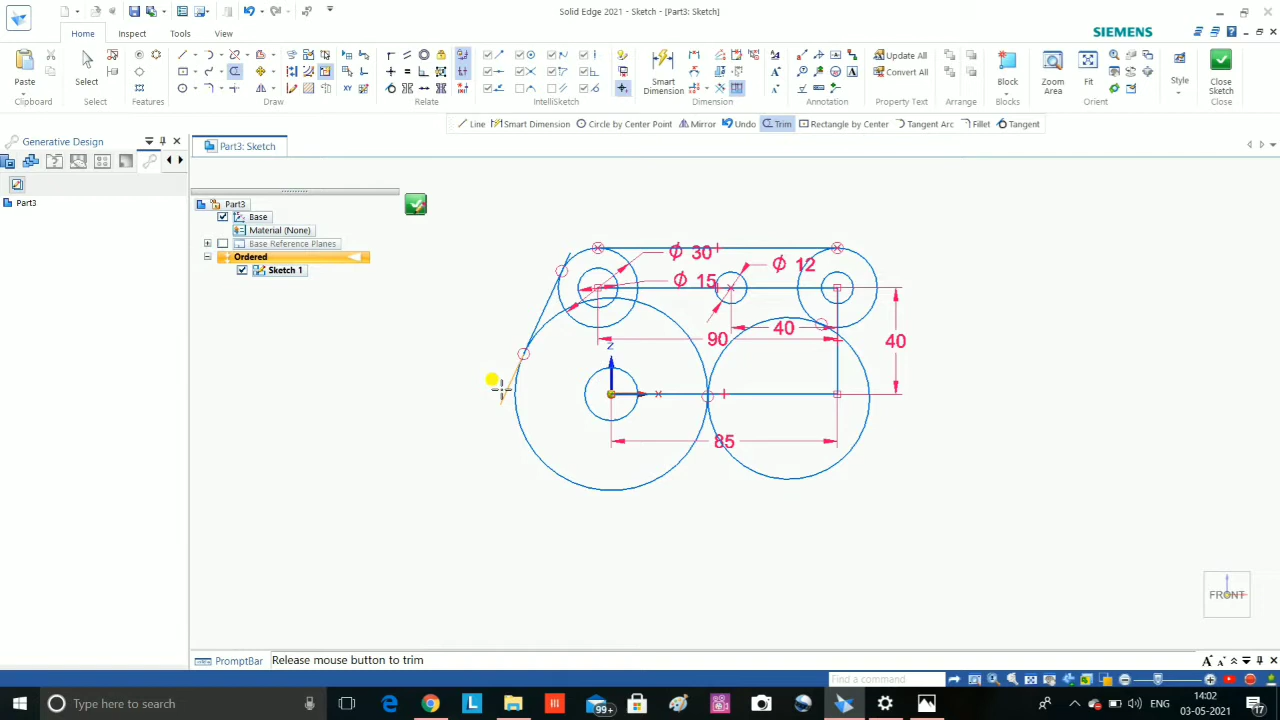 Solid Edge 2021 - Sketch - [Part3: Sketch]
Home Inspect Tools View
SIEMENS
Paste
Select
Smart Dimension
Update All
Convert All
Block
Zoom Area
Fit
Style
Close Sketch
Clipboard Select Features Draw Relate IntelliSketch Dimension Annotation Property Text Arrange Blocks Orient Style Close
Line Smart Dimension Circle by Center Point Mirror Undo Trim Rectangle by Center Tangent Arc Fillet Tangent
Generative Design
Part3: Sketch
Part3
Part3
Base
Material (None)
Base Reference Planes
Ordered
Sketch 1
Φ 30
Φ 12
Φ 15
40
90
40
z
x
85
FRONT
PromptBar
Release mouse button to trim
Find a command
Type here to search
99+
ENG
14:02
03-05-2021
17